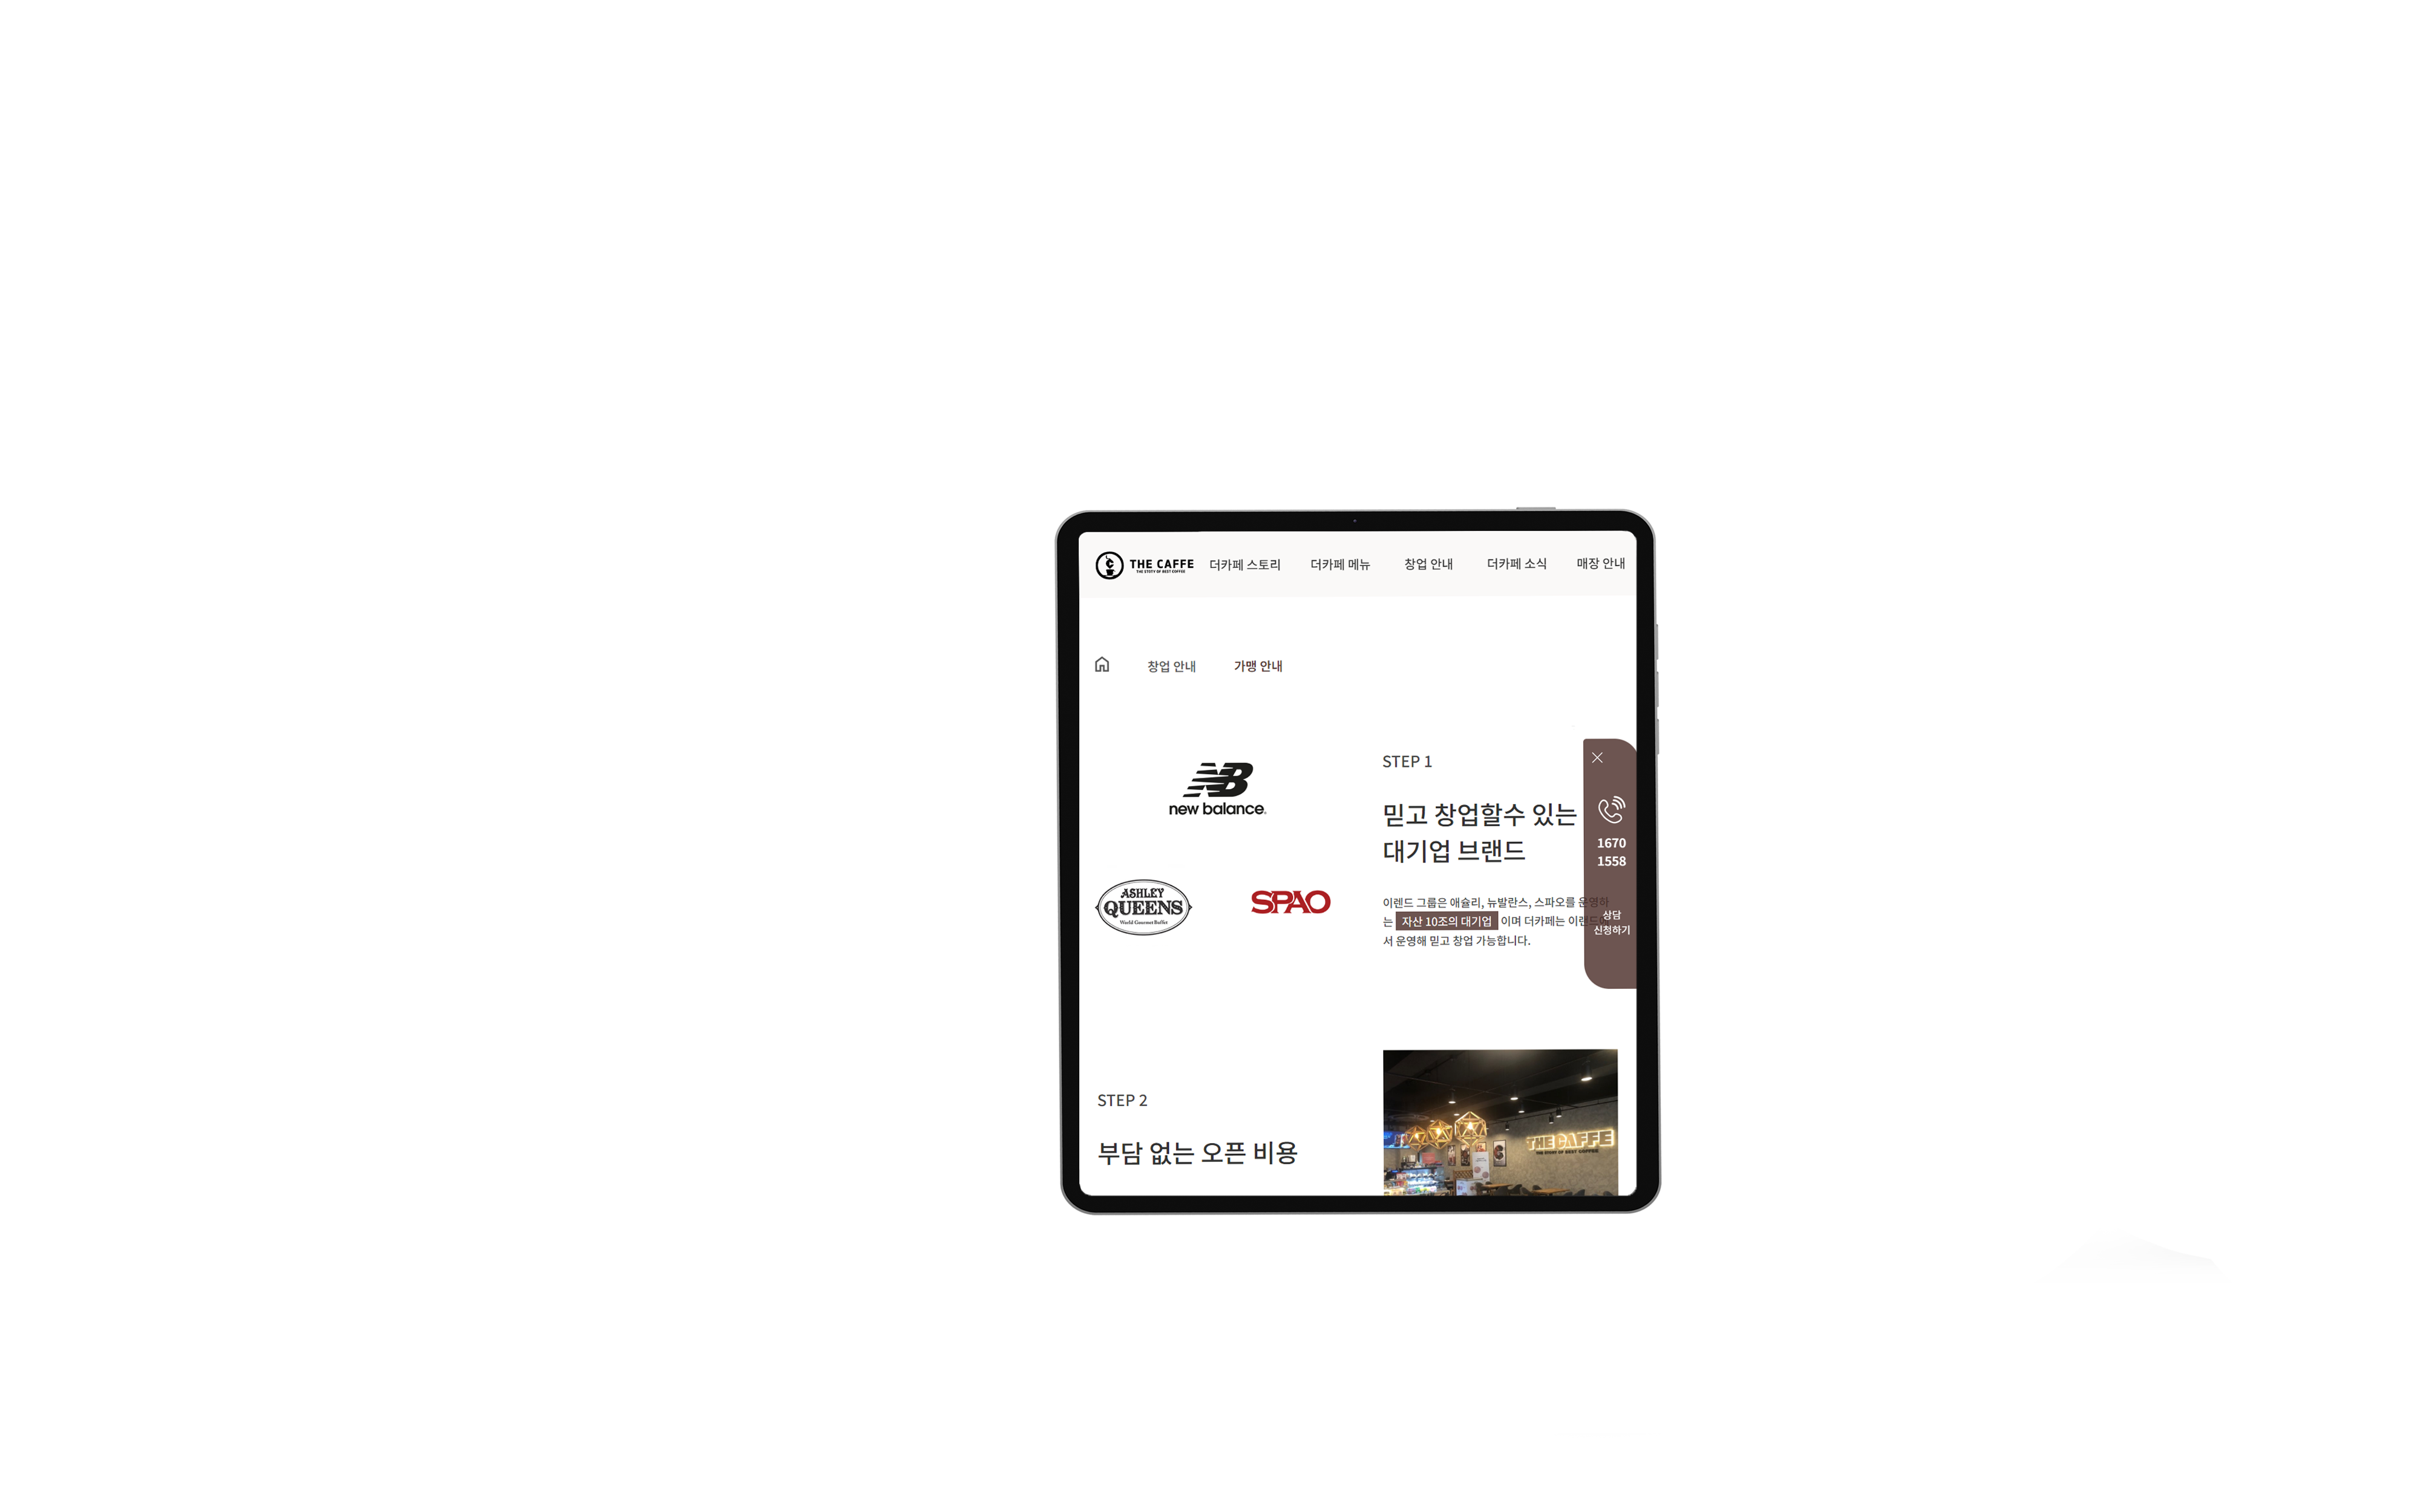 THE CAFFE
THE STOTY OF BEST COFFEE
더카페 스토리
더카페 메뉴
창업 안내
더카페 소식
매장 안내
창업 안내
가맹 안내
new balance
STEP 1
믿고 창업할수 있는
대기업 브랜드
ASHLEY
QUEENS
World Gourmet Buffet
SPAO
이렌드 그룹은 애슐리, 뉴발란스, 스파오를 운영하
는 자산 10조의 대기업 이며 더카페는 이랜드에
서 운영해 믿고 창업 가능합니다.
1670
1558
상담
신청하기
STEP 2
부담 없는 오픈 비용
THE CAFFE
THE STORY OF BEST COFFEE